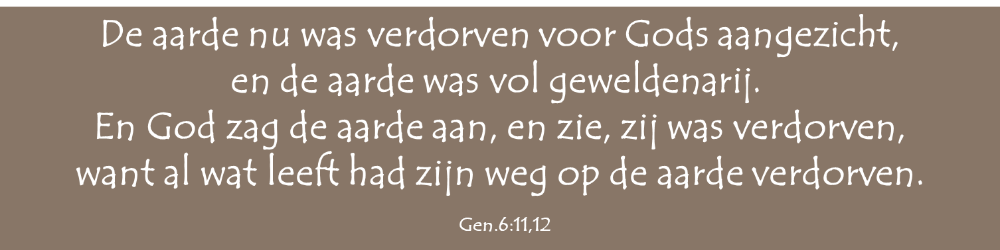 De aarde nu was verdorven voor Gods aangezicht,
en de aarde was vol geweldenarij.
En God zag de aarde aan, en zie, zij was verdorven,
want al wat leeft had zijn weg op de aarde verdorven.
Gen.6:11,12